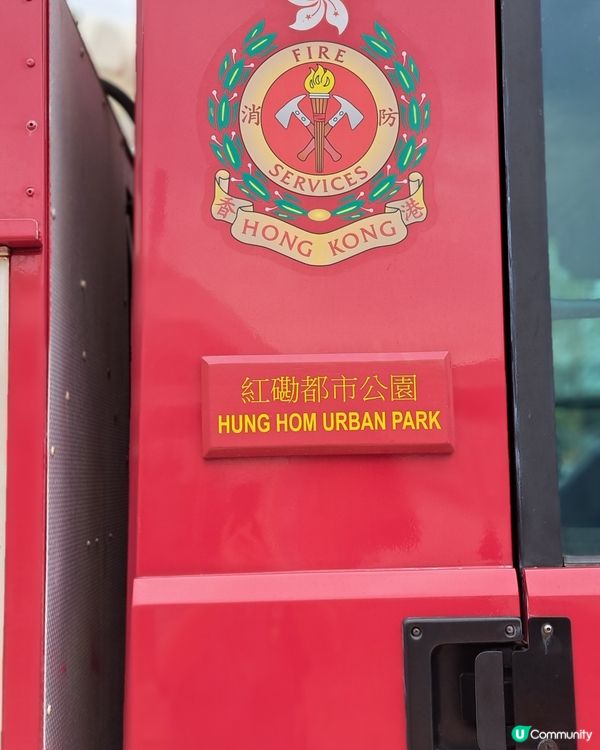 FIRE
消 防
SERVICES
香 港
HONG KONG
紅磡都市公園
HUNG HOM URBAN PARK
U Community